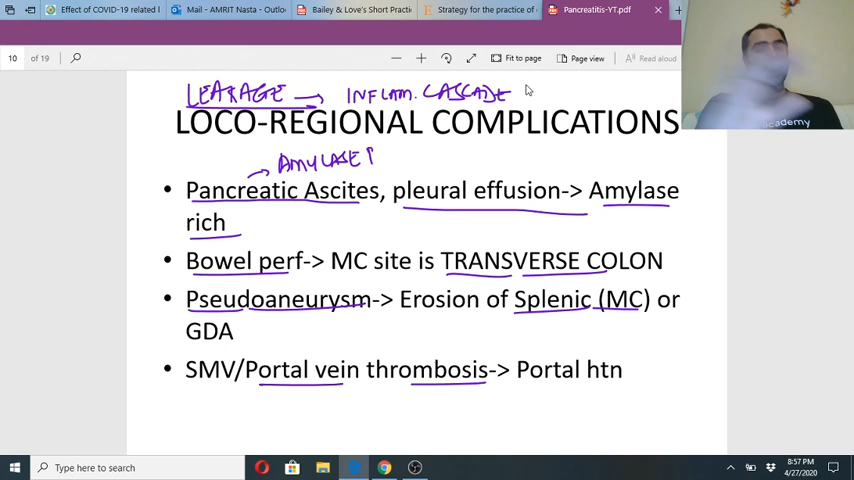 Effect of COVID-19 related l
Mail - AMRIT Nasta - Outlo
Bailey & Love's Short Practi
Strategy for the practice of
Pancreatitis-YT.pdf
10 of 19
Fit to page
Page view
Read aloud
academy
LEAKAGE → INFLAM. CASCADE
LOCO-REGIONAL COMPLICATIONS
→ AMYLASE↑
• Pancreatic Ascites, pleural effusion-> Amylase
rich
• Bowel perf-> MC site is TRANSVERSE COLON
• Pseudoaneurysm-> Erosion of Splenic (MC) or
GDA
• SMV/Portal vein thrombosis-> Portal htn
Type here to search
8:57 PM
4/27/2020